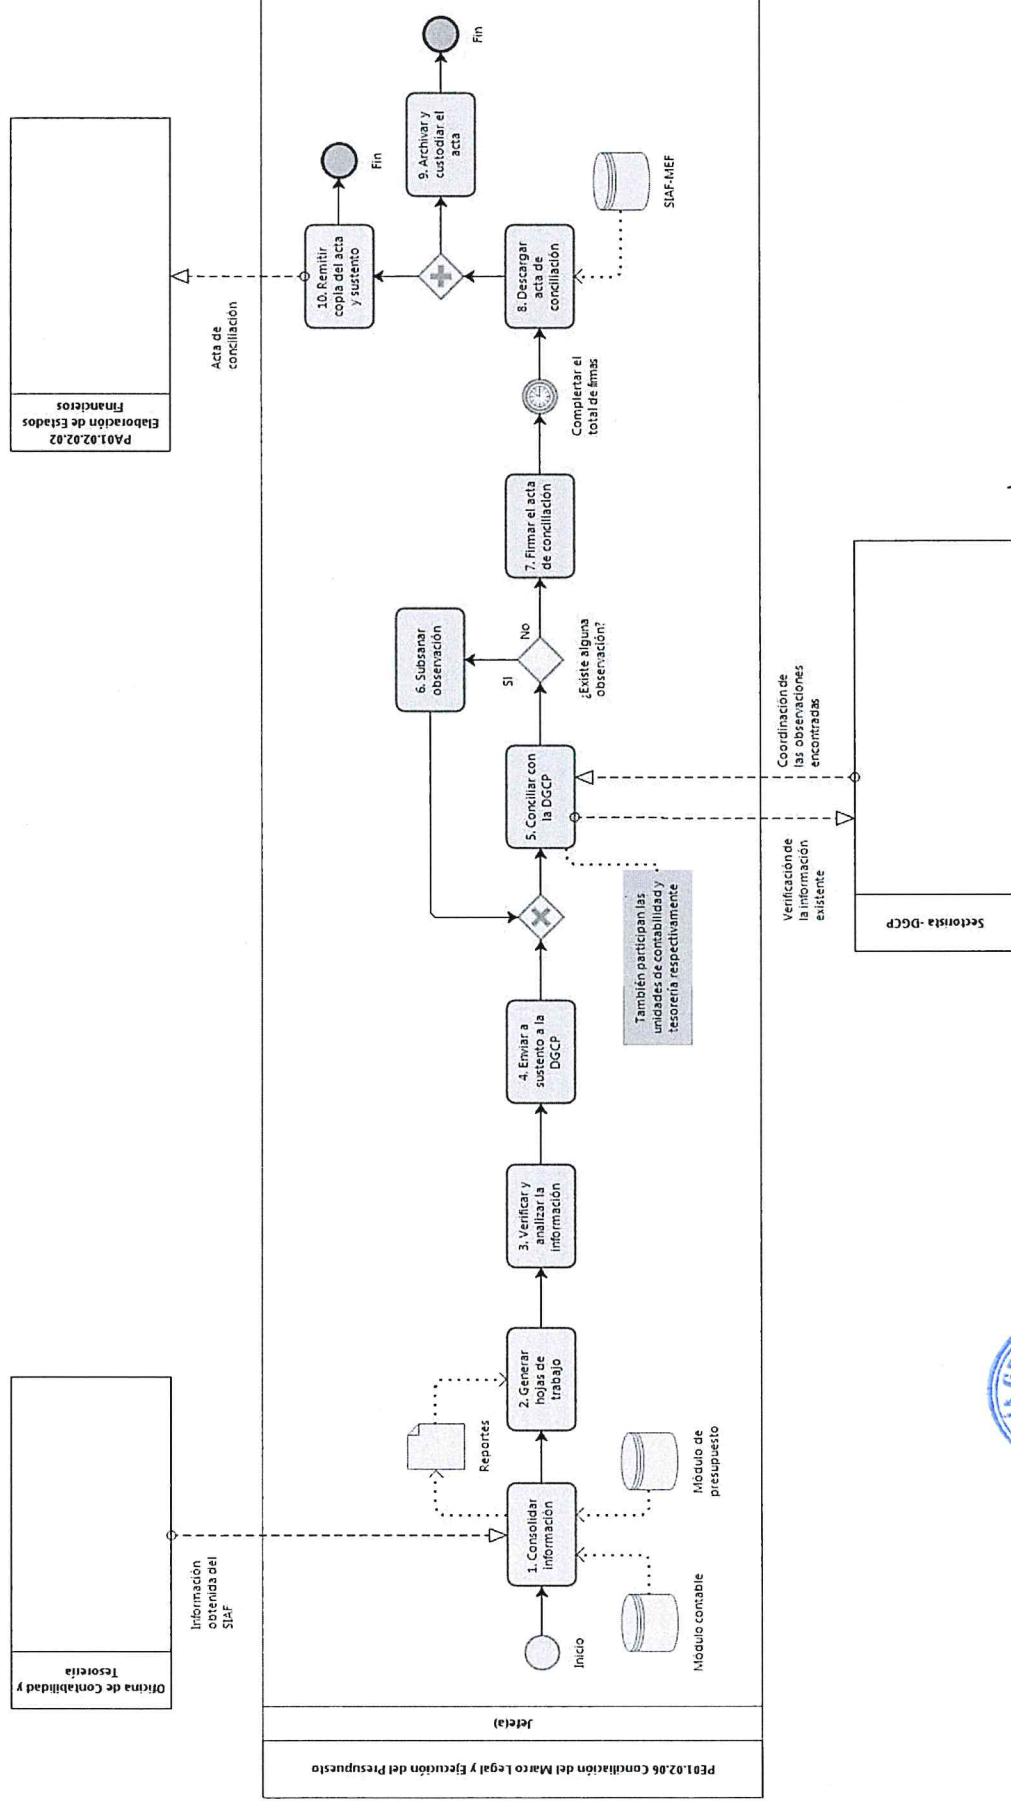 PE01.02.06 Conciliación del Marco Legal y Ejecución del Presupuesto
Jefe(a)
Oficina de Contabilidad y
Tesorería
Información
obtenida del
SIAF
Inicio
Módulo contable
1. Consolidar
información
Módulo de
presupuesto
Reportes
2. Generar
hojas de
trabajo
3. Verificar y
analizar la
información
4. Enviar a
sustento a la
DGCP
También participan las
unidades de contabilidad y
tesorería respectivamente
5. Conciliar con
la DGCP
Verificación de
la información
existente
Coordinación de
las observaciones
encontradas
Sectorista -DGCP
¿Existe alguna
observación?
SI
No
6. Subsanar
observación
7. Firmar el acta
de conciliación
Complertar el
total de firmas
8. Descargar
acta de
conciliación
SIAF-MEF
9. Archivar y
custodiar el
acta
Fin
10. Remitir
copia del acta
y sustento
Fin
Acta de
conciliación
PA01.02.02.02
Elaboración de Estados
Financieros